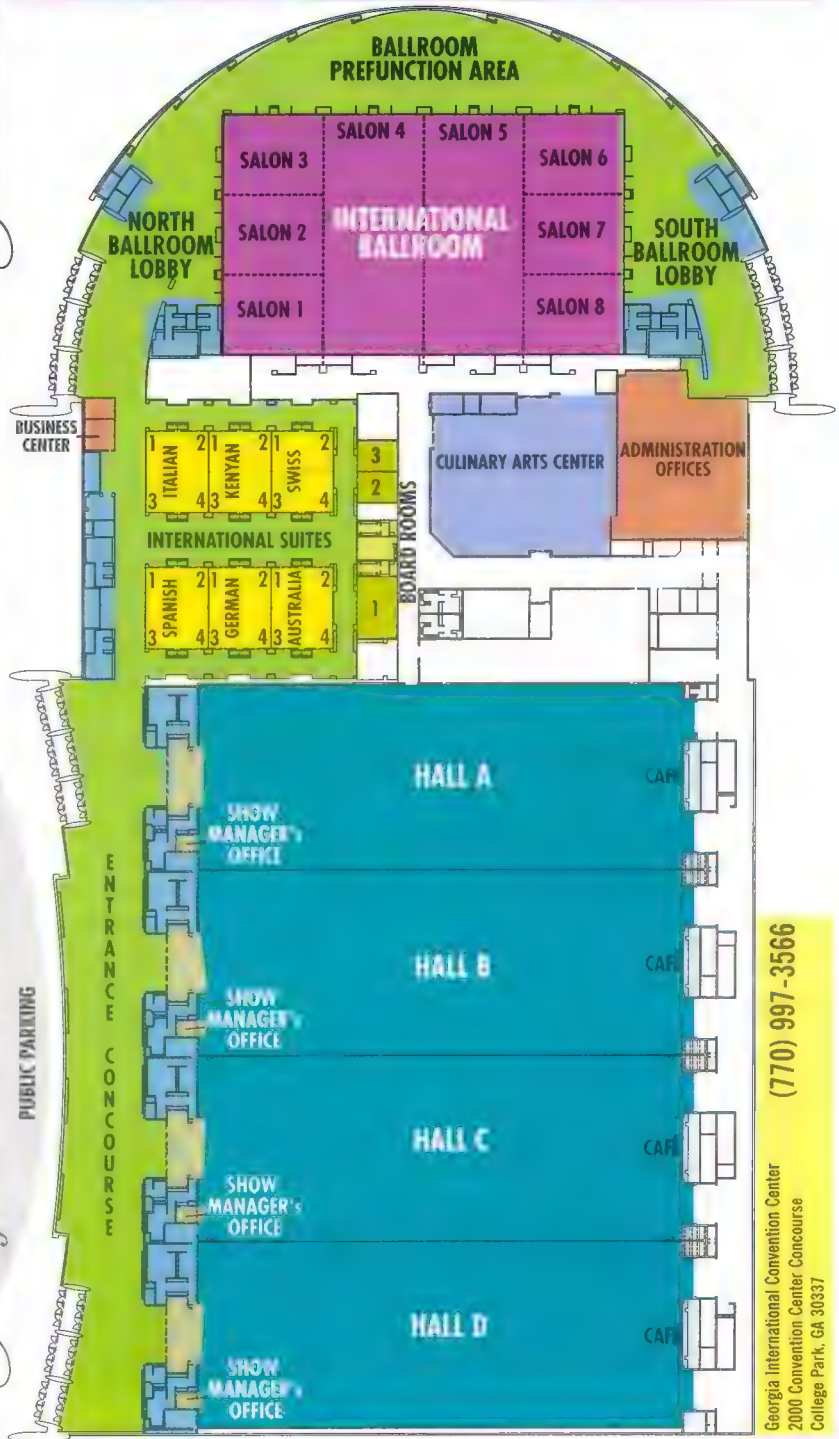 BALLROOM
PREFUNCTION AREA
SALON 3
SALON 4
SALON 5
SALON 6
NORTH
BALLROOM
LOBBY
SALON 2
INTERNATIONAL
BALLROOM
SALON 7
SOUTH
BALLROOM
LOBBY
SALON 1
SALON 8
BUSINESS
CENTER
1 2
ITALIAN
3 4
1 2
KENYAN
4
1 2
SWISS
3 4
3
2
BOARD ROOMS
CULINARY ARTS CENTER
ADMINISTRATION
OFFICES
INTERNATIONAL SUITES
1 2
SPANISH
3 4
1 2
GERMAN
4
1 2
AUSTRALIA
3 4
1
HALL A
CAF
SHOW
MANAGER's
OFFICE
ENTRANCE CONCOURSE
PUBLIC PARKING
HALL B
CAF
SHOW
MANAGER's
OFFICE
HALL C
CAF
SHOW
MANAGER's
OFFICE
HALL D
CAF
SHOW
MANAGER's
OFFICE
Georgia International Convention Center (770) 997-3566
2000 Convention Center Concourse
College Park, GA 30337